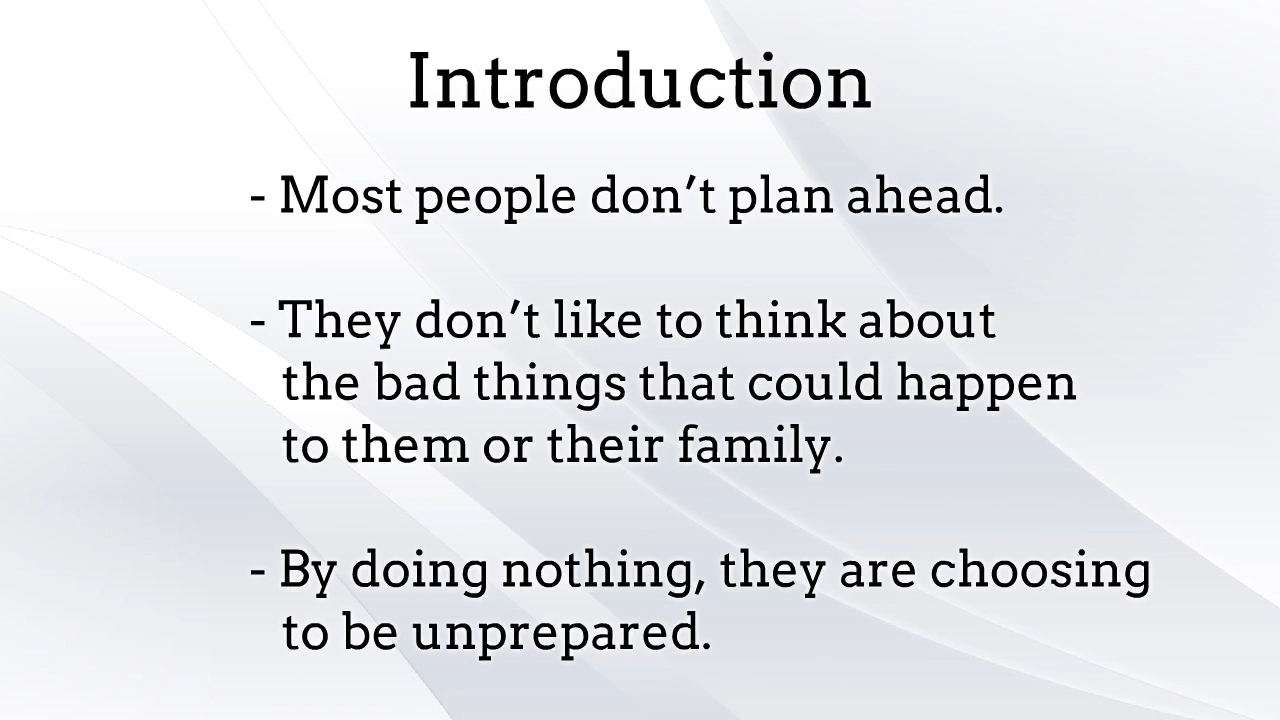 Introduction
- Most people don’t plan ahead.
- They don’t like to think about
the bad things that could happen
to them or their family.
- By doing nothing, they are choosing
to be unprepared.